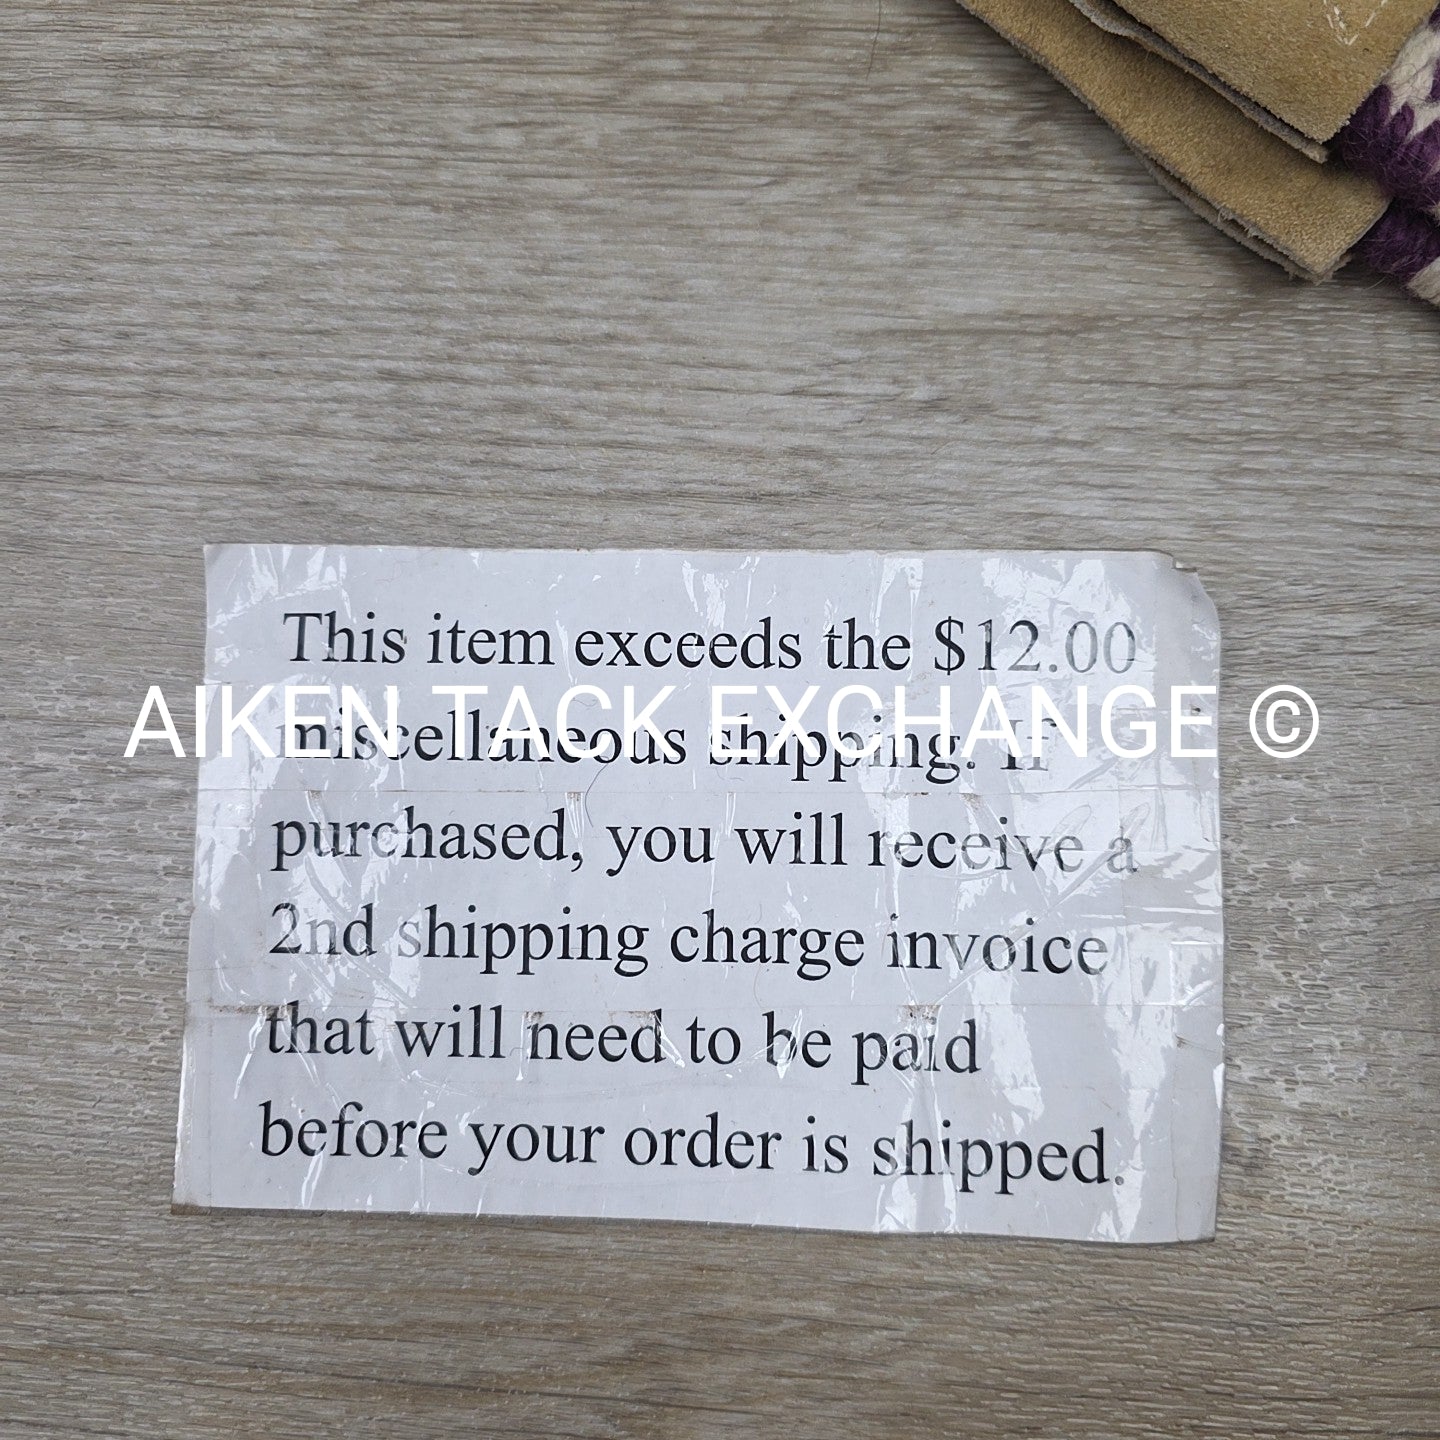 This item exceeds the $12.00
AIKEN TACK EXCHANGE ©
miscellaneous shipping. If
purchased, you will receive a
2nd shipping charge invoice
that will need to be paid
before your order is shipped.